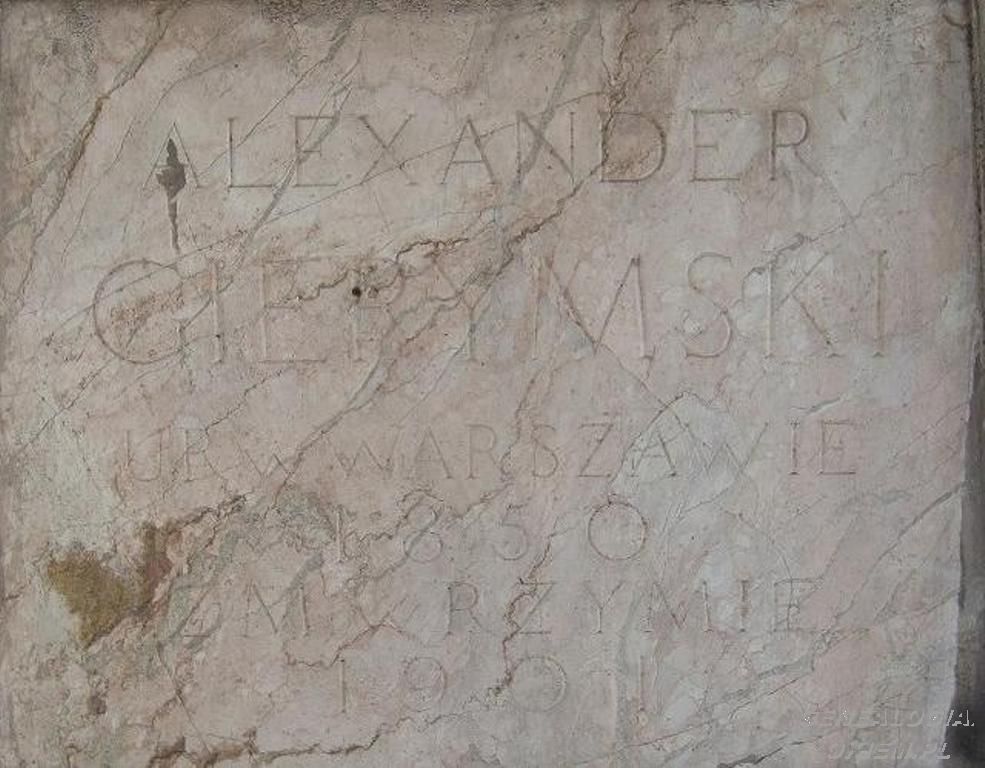 ALEXANDER
GIERYMSKI
UR W WARSZAWIE
1850
ZM W RZYMIE
1901